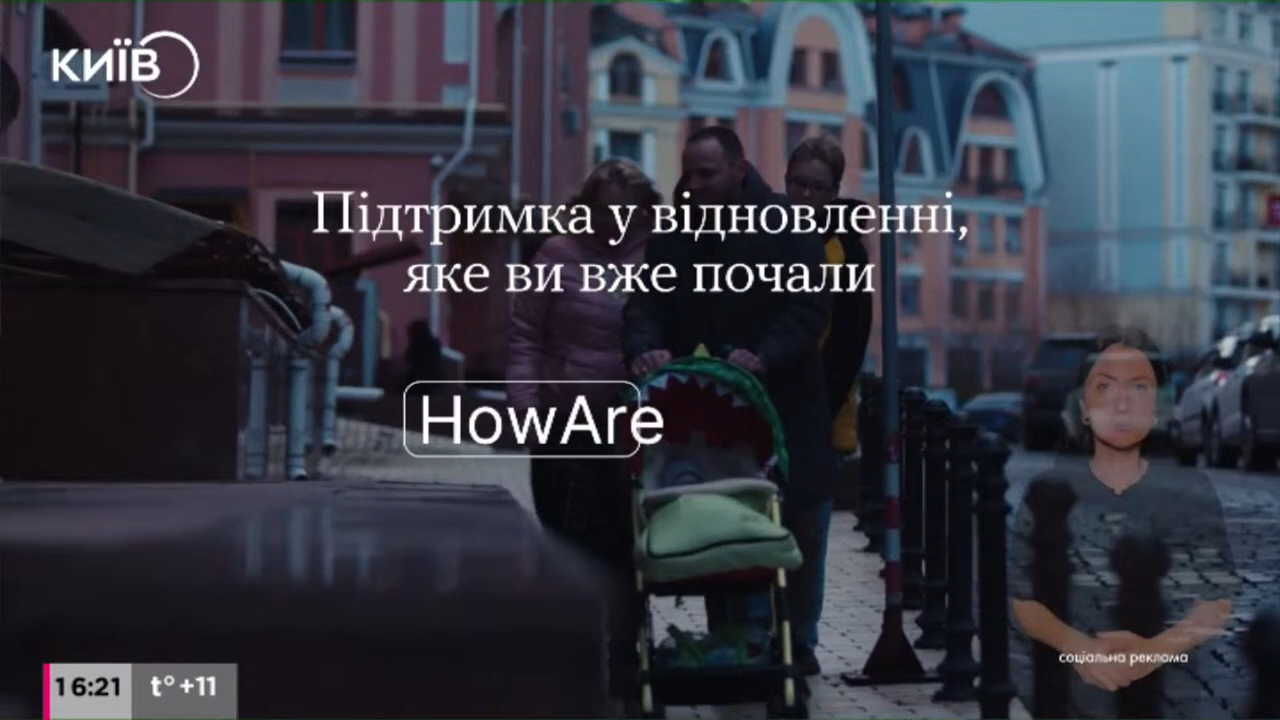 КИЇВ
Підтримка у відновленні,
яке ви вже почали
HowAre
соціальна реклама
16:21 t° +11